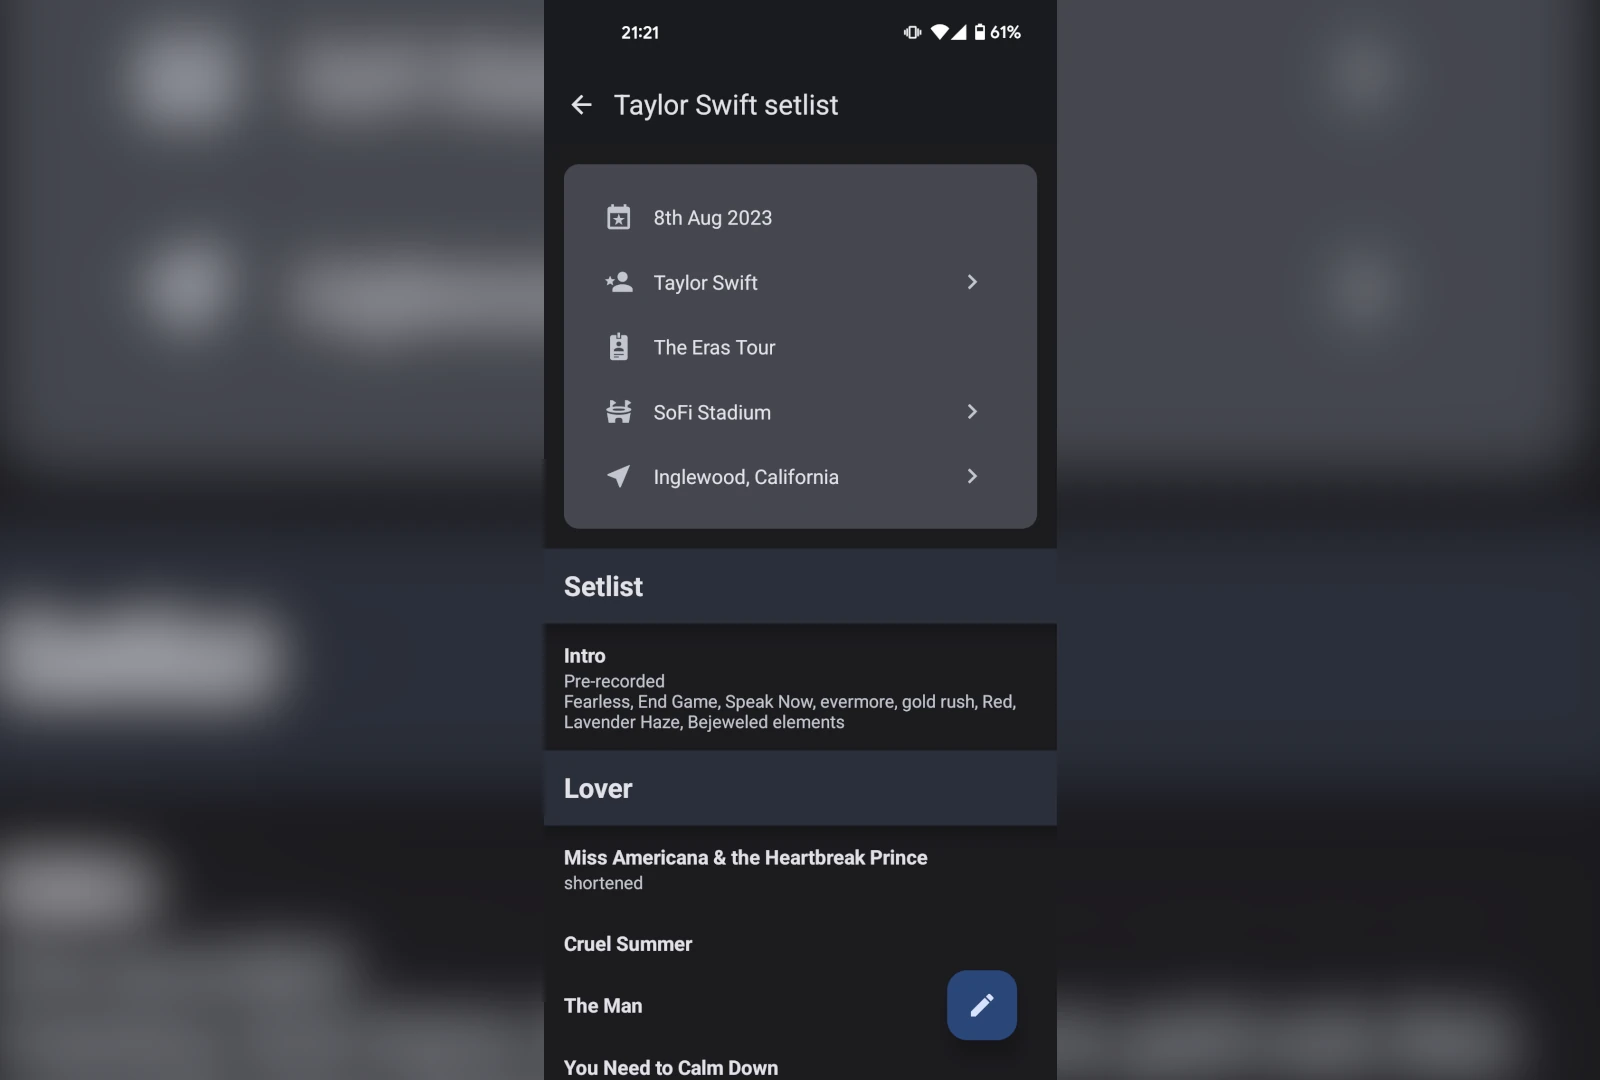 21:21
61%
Taylor Swift setlist
8th Aug 2023
Taylor Swift
The Eras Tour
SoFi Stadium
Inglewood, California
Setlist
Intro
Pre-recorded
Fearless, End Game, Speak Now, evermore, gold rush, Red,
Lavender Haze, Bejeweled elements
Lover
Miss Americana & the Heartbreak Prince
shortened
Cruel Summer
The Man
You Need to Calm Down